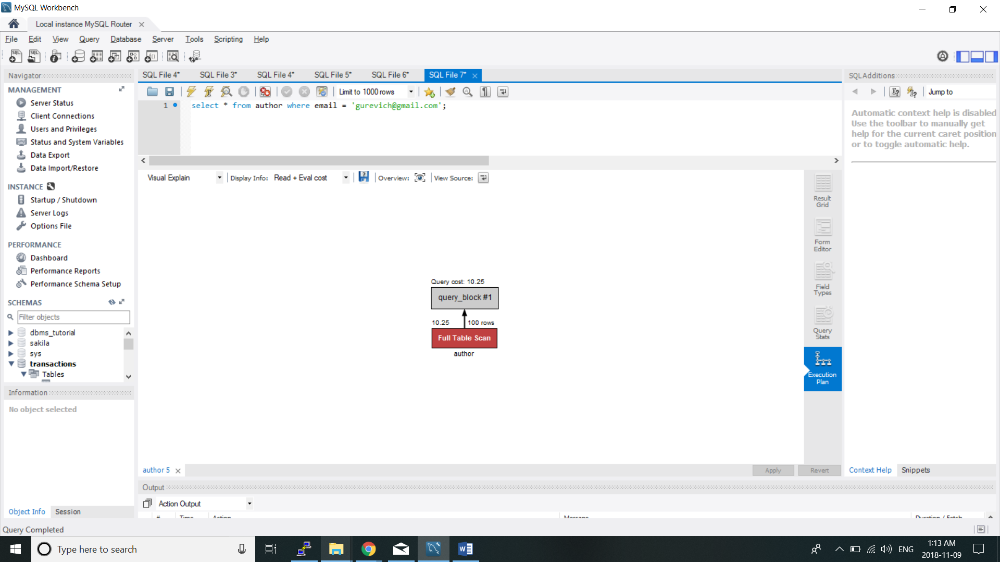 MySQL Workbench
Local instance MySQL Router
File Edit View Query Database Server Tools Scripting Help
Navigator
MANAGEMENT
Server Status
Client Connections
Users and Privileges
Status and System Variables
Data Export
Data Import/Restore
INSTANCE
Startup / Shutdown
Server Logs
Options File
PERFORMANCE
Dashboard
Performance Reports
Performance Schema Setup
SCHEMAS
Filter objects
dbms_tutorial
sakila
sys
transactions
Tables
Information
No object selected
Object Info Session
SQL File 4* SQL File 3* SQL File 4* SQL File 5* SQL File 6* SQL File 7*
Limit to 1000 rows
1 select * from author where email = 'gurevich@gmail.com';
Visual Explain Display Info: Read + Eval cost Overview: View Source:
Query cost: 10.25
query_block #1
10.25 100 rows
Full Table Scan
author
Result
Grid
Form
Editor
Field
Types
Query
Stats
Execution
Plan
author 5 Apply Revert
Output
Action Output
# Time Action Message Duration / Fetch
SQLAdditions
Jump to
Automatic context help is disabled
Use the toolbar to manually get
help for the current caret position
or to toggle automatic help.
Context Help Snippets
Query Completed
Type here to search
ENG
1:13 AM
2018-11-09